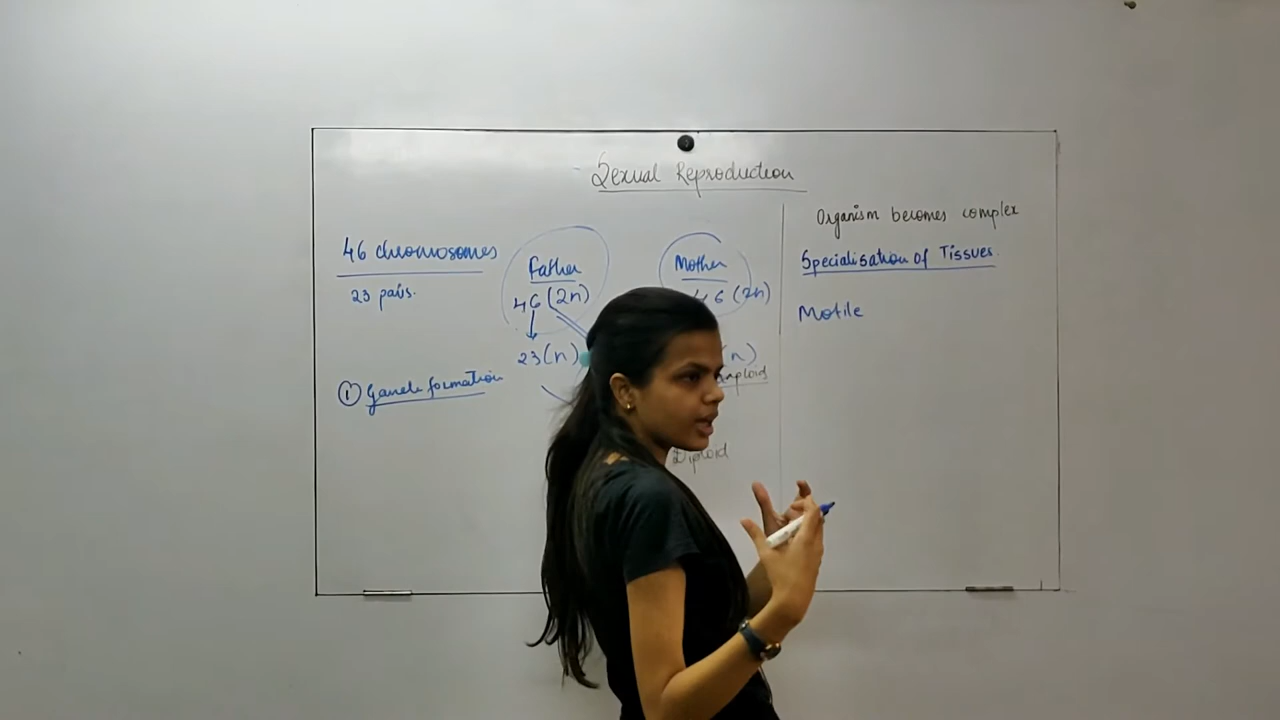 Sexual Reproduction
46 chromosomes
23 pairs.
① Gamete formation
Father
46 (2n)
23(n)
Mother
46 (2n)
n)
Haploid
Diploid
Organism becomes complex
Specialisation of Tissues.
Motile